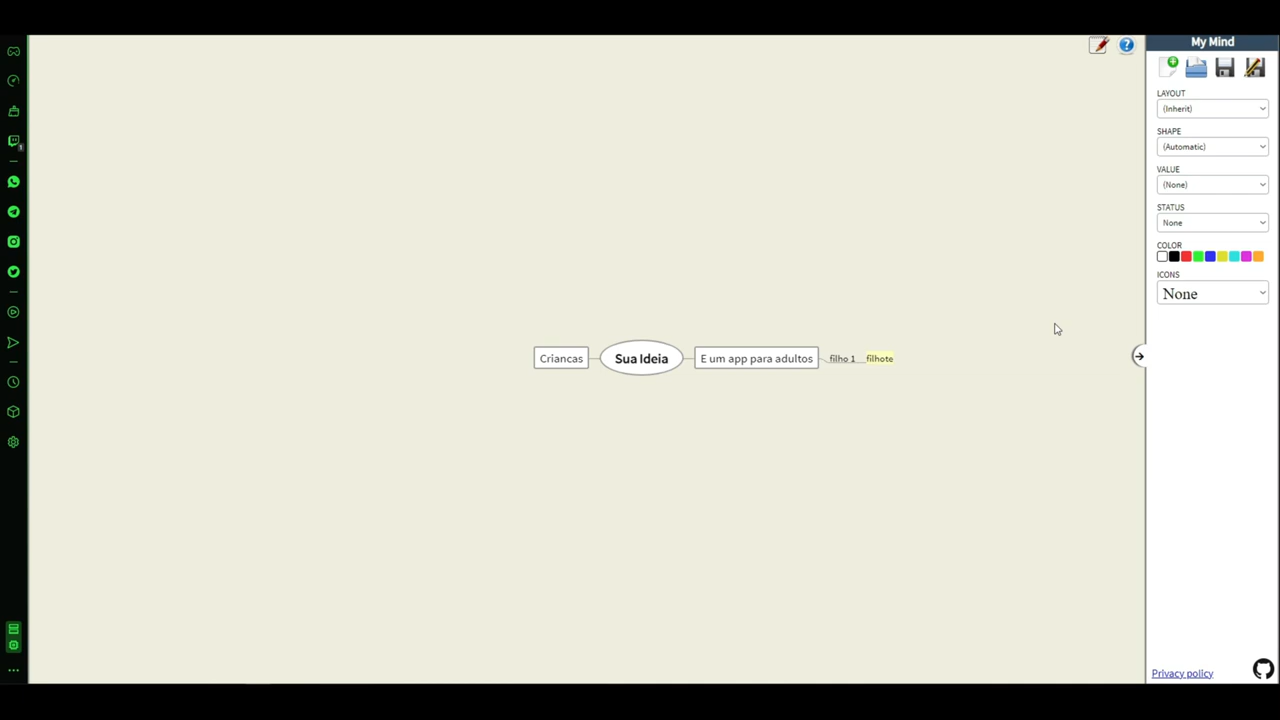 My Mind
LAYOUT
(Inherit)
SHAPE
(Automatic)
VALUE
(None)
STATUS
None
COLOR
ICONS
None
Criancas
Sua Ideia
E um app para adultos
filho 1
filhote
1
Privacy policy